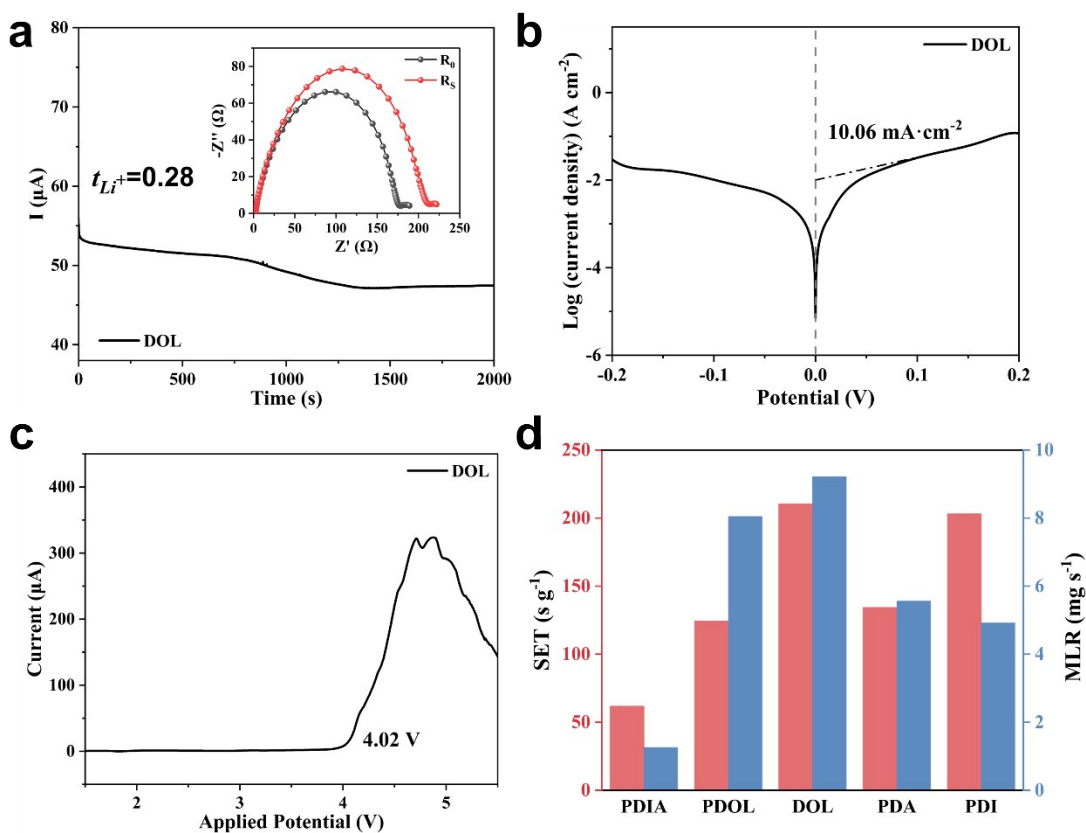 a
80
70
60
50
40
I (μA)
0
500
1000
1500
2000
Time (s)
t_Li+=0.28
DOL
80
60
40
20
0
-Z'' (Ω)
0
50
100
150
200
250
Z' (Ω)
R₀
R_S
b
0
-2
-4
-6
Log (current density) (A cm⁻²)
-0.2
-0.1
0.0
0.1
0.2
Potential (V)
DOL
10.06 mA·cm⁻²
c
400
300
200
100
0
Current (μA)
2
3
4
5
Applied Potential (V)
DOL
4.02 V
d
250
200
150
100
50
0
SET (s g⁻¹)
PDIA
PDOL
DOL
PDA
PDI
10
8
6
4
2
0
MLR (mg s⁻¹)